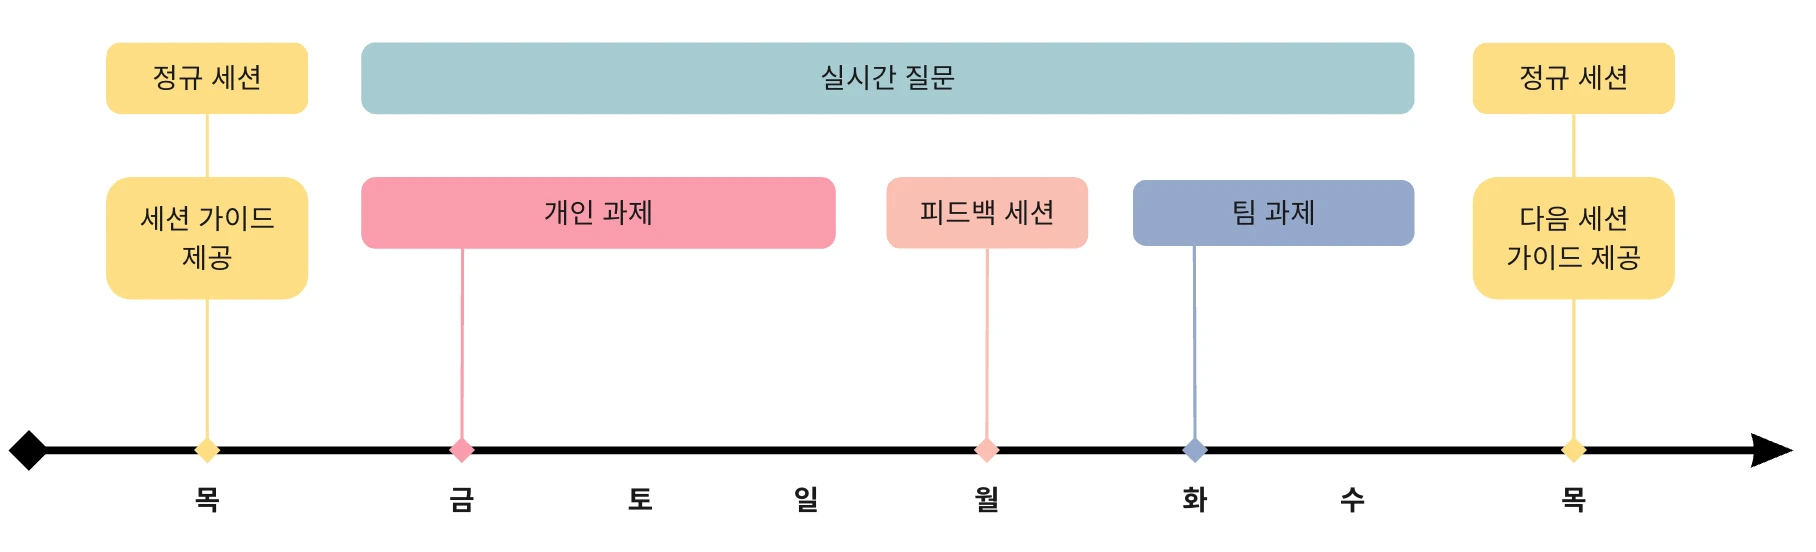 정규 세션
실시간 질문
정규 세션
세션 가이드
제공
개인 과제
피드백 세션
팀 과제
다음 세션
가이드 제공
목
금
토
일
월
화
수
목